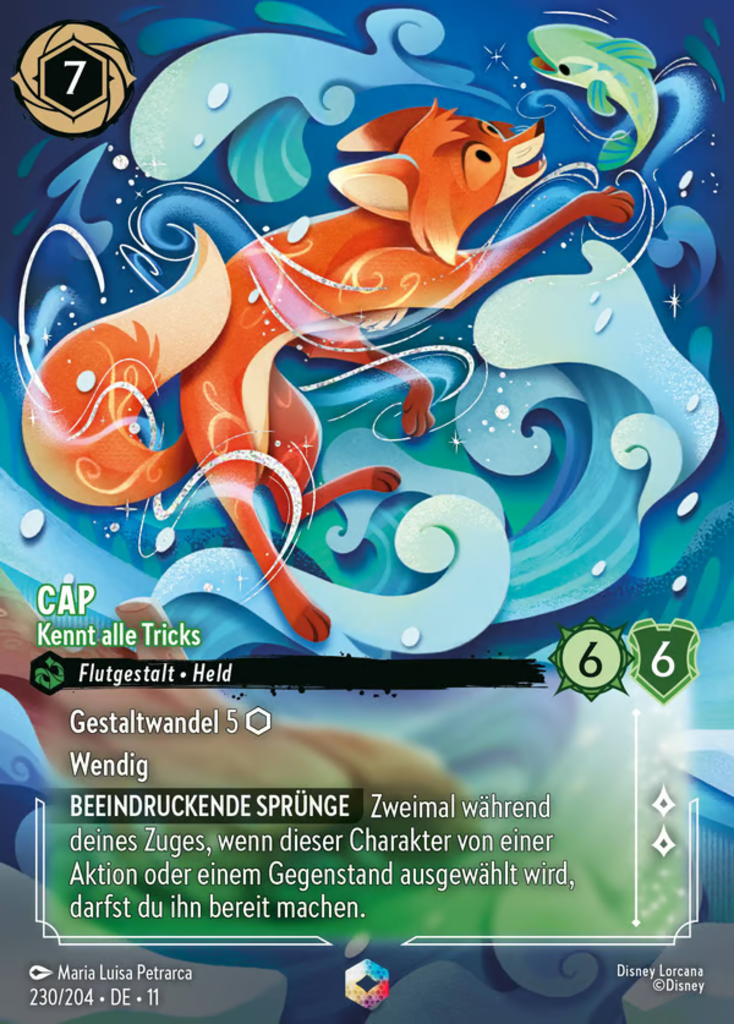 7
CAP
Kennt alle Tricks
Flutgestalt • Held
6
6
Gestaltwandel 5 ⬡
Wendig
BEEINDRUCKENDE SPRÜNGE Zweimal während
deines Zuges, wenn dieser Charakter von einer
Aktion oder einem Gegenstand ausgewählt wird,
darfst du ihn bereit machen.
Maria Luisa Petrarca
230/204 • DE • 11
Disney Lorcana
©Disney